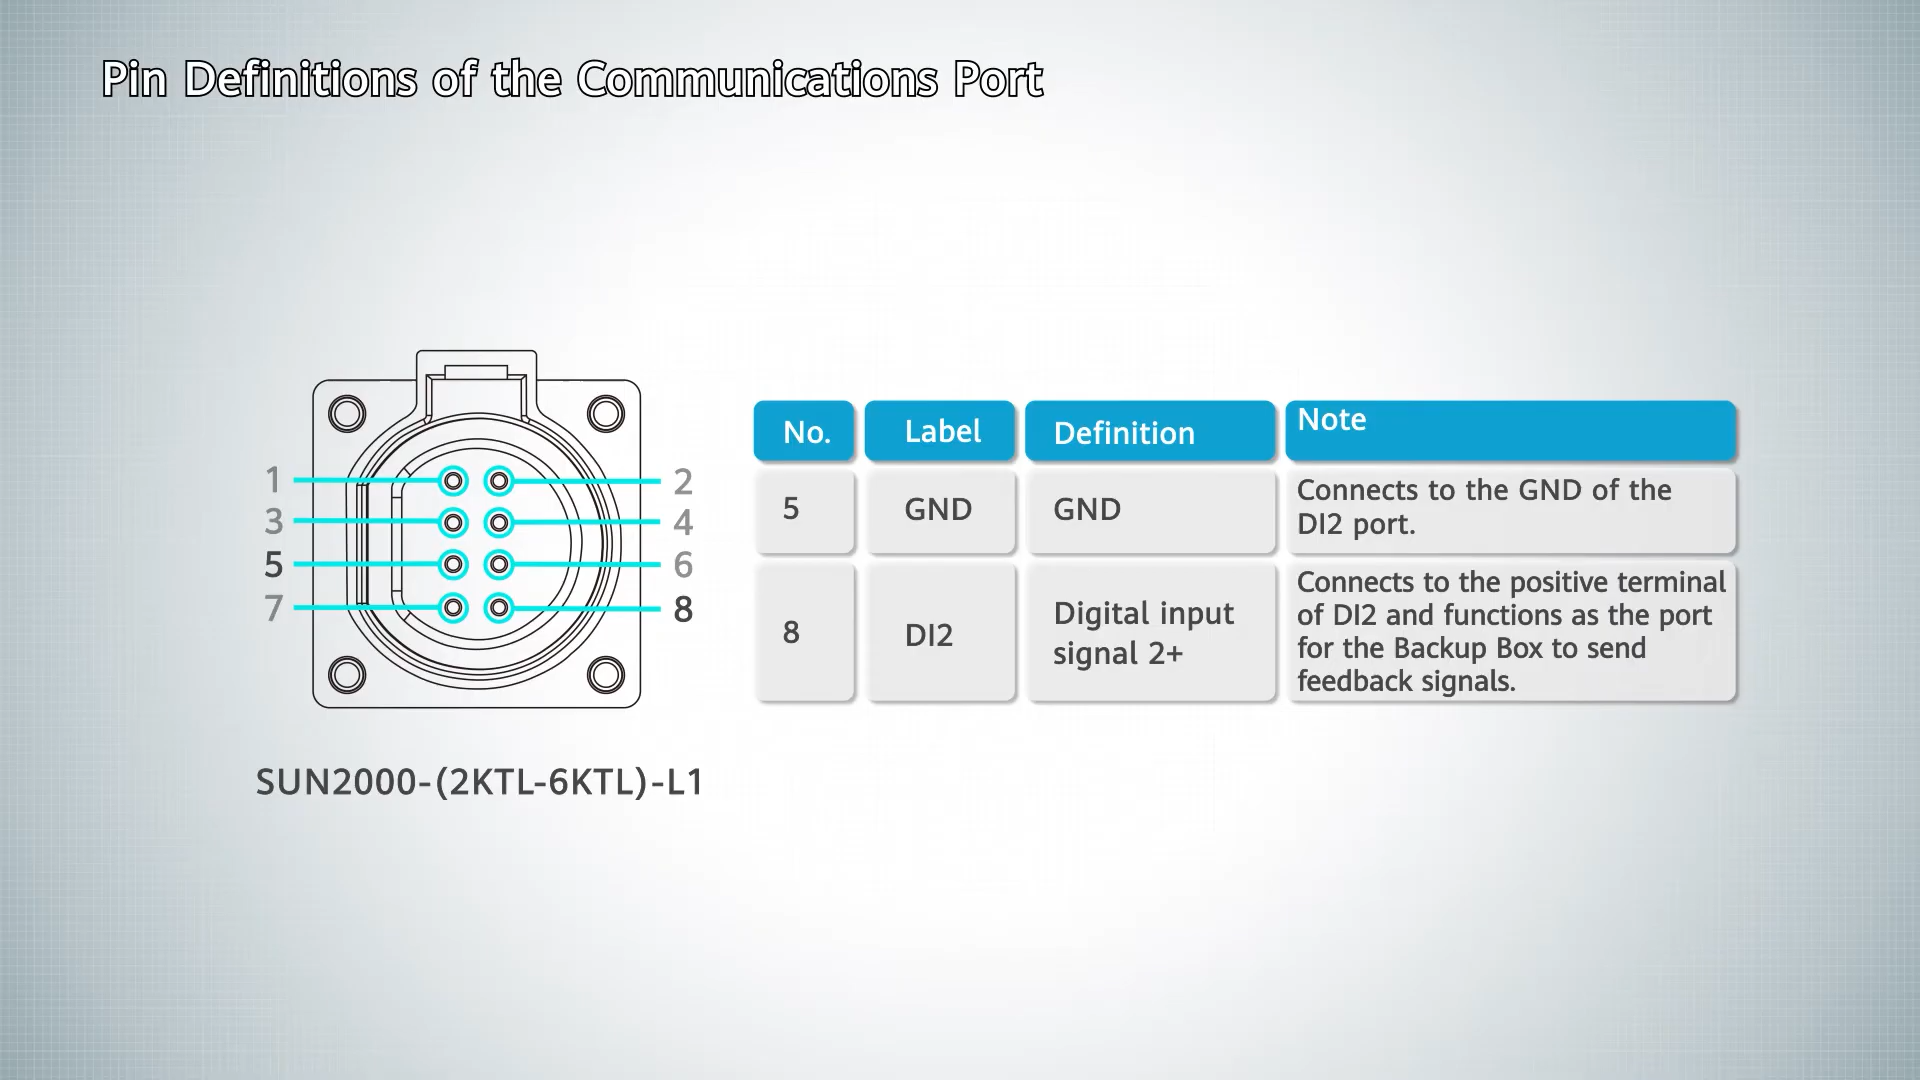 Pin Definitions of the Communications Port
1
2
3
4
5
6
7
8
SUN2000-(2KTL-6KTL)-L1
No. Label Definition Note
5 GND GND Connects to the GND of the
DI2 port.
8 DI2 Digital input
signal 2+
Connects to the positive terminal
of DI2 and functions as the port
for the Backup Box to send
feedback signals.